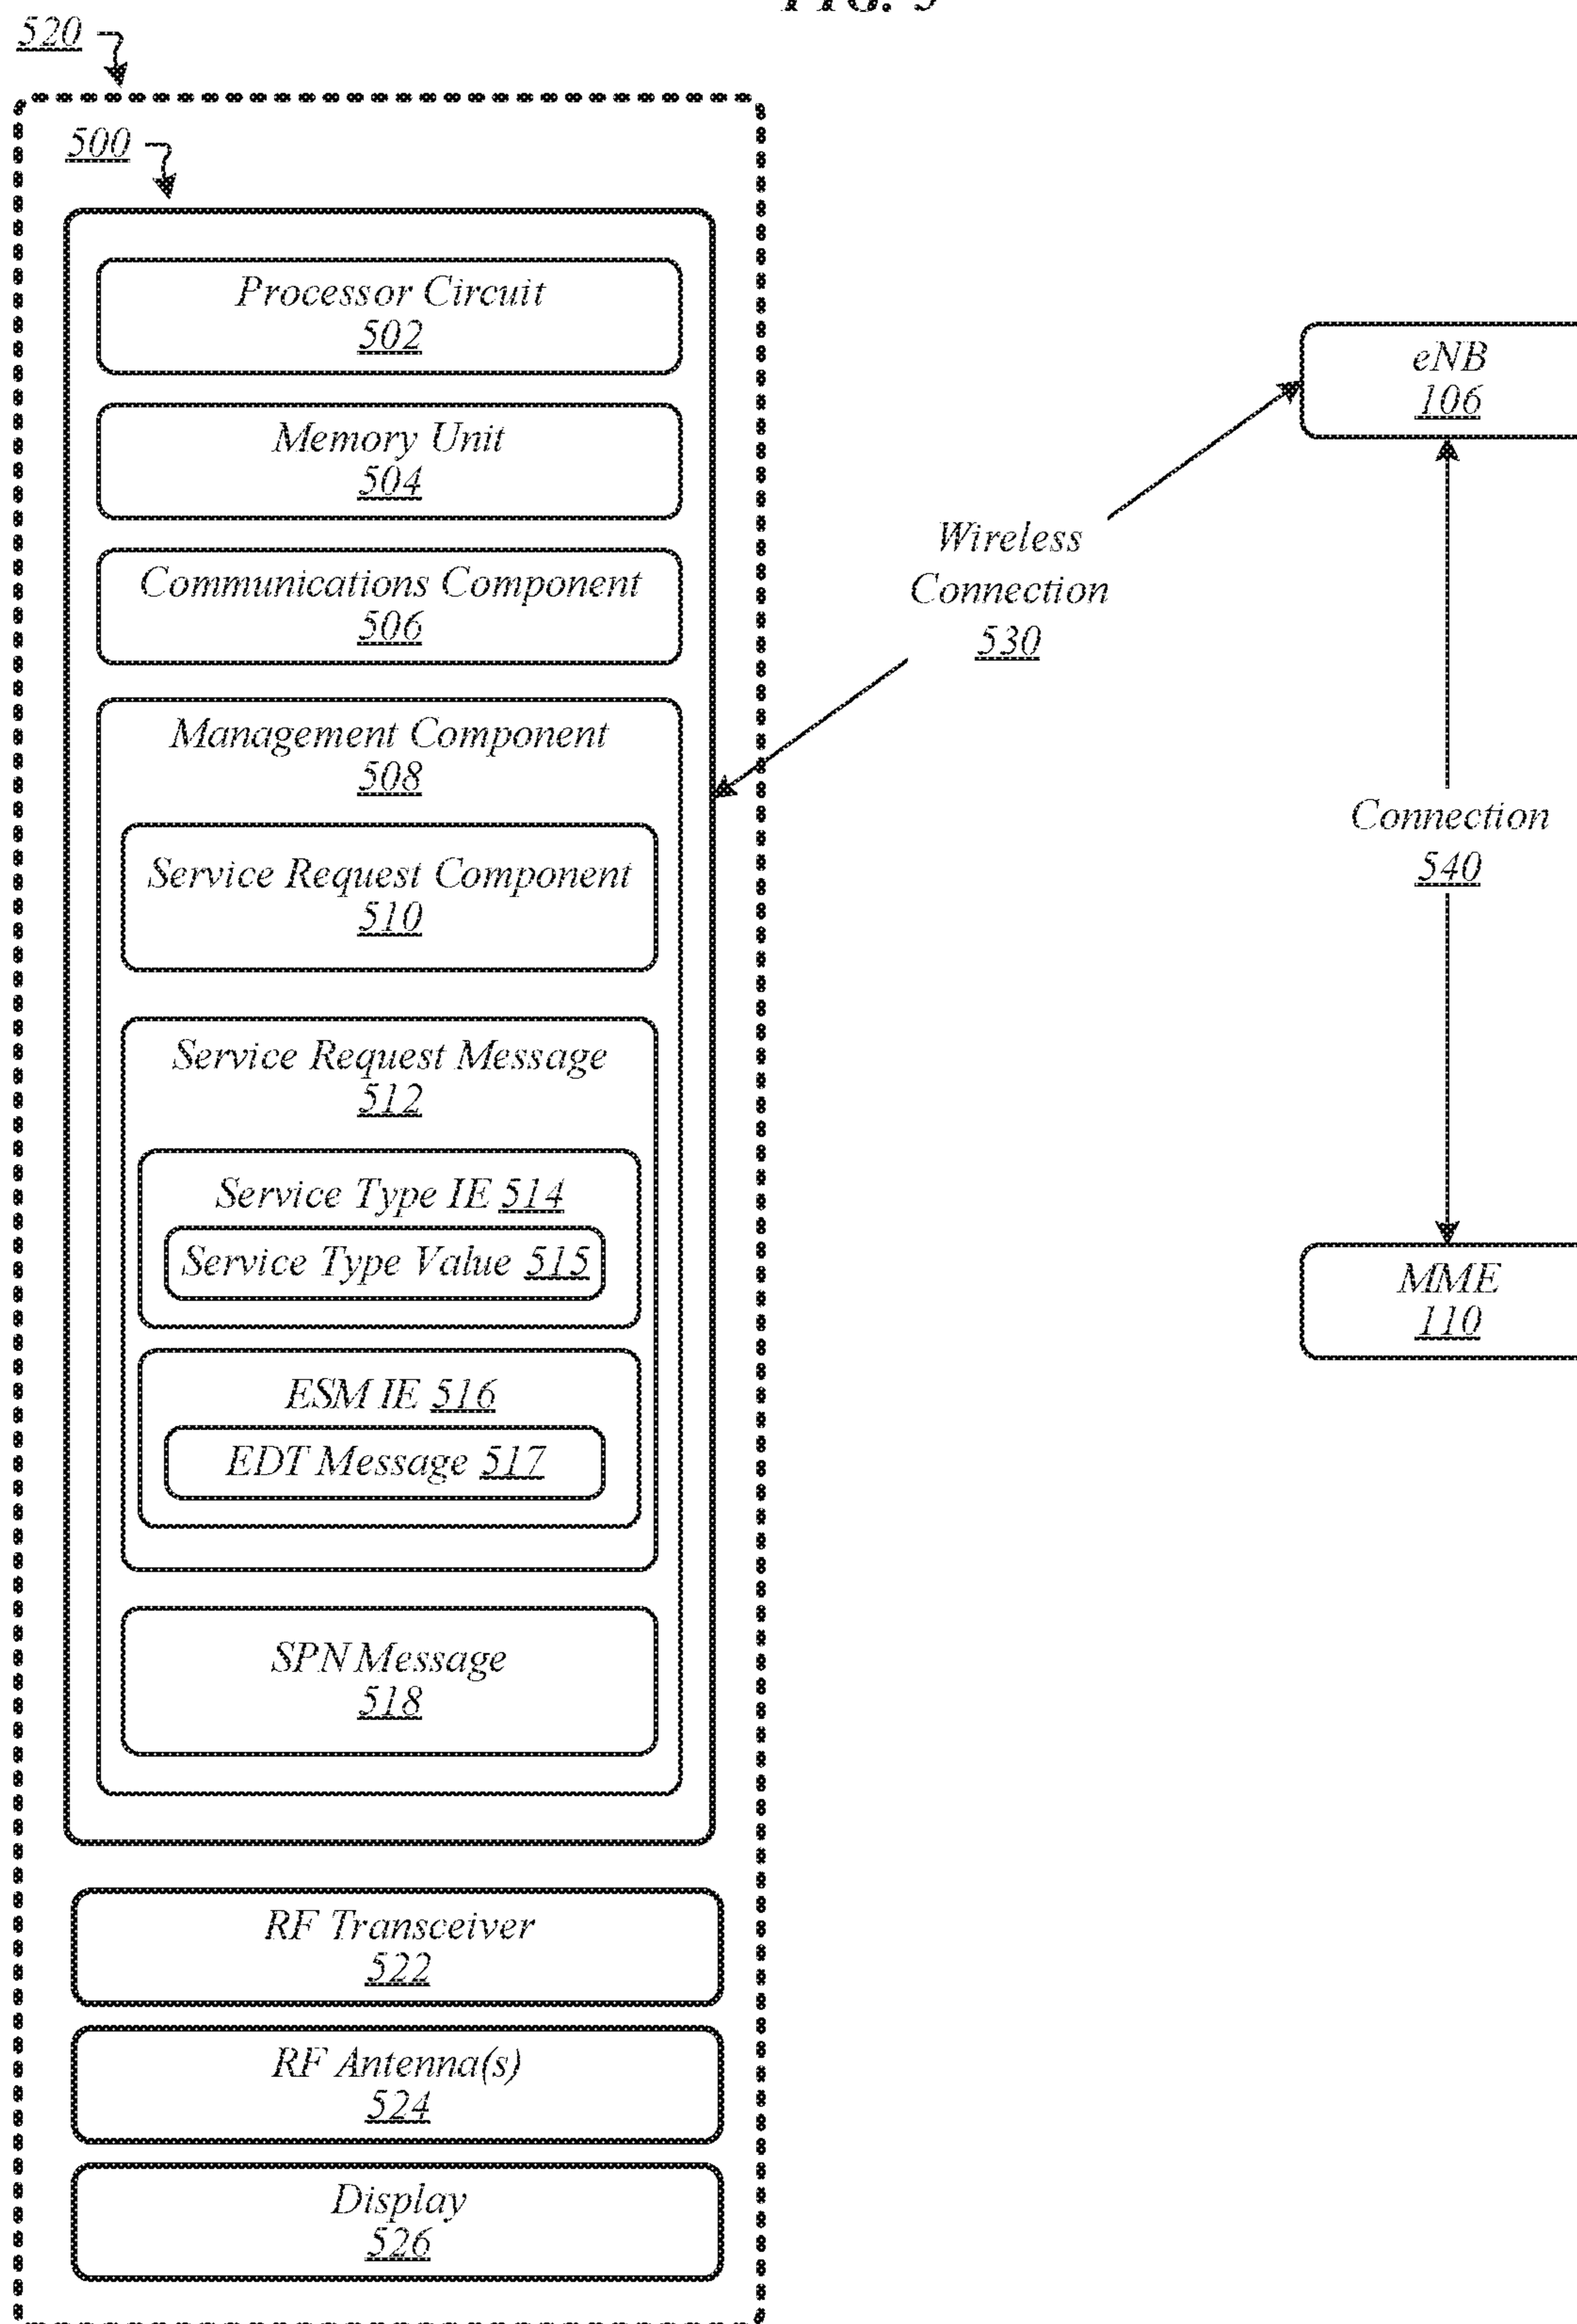 520
500
Processor Circuit
502
Memory Unit
504
Communications Component
506
Management Component
508
Service Request Component
510
Service Request Message
512
Service Type IE 514
Service Type Value 515
ESM IE 516
EDT Message 517
SPN Message
518
RF Transceiver
522
RF Antenna(s)
524
Display
526
Wireless
Connection
530
eNB
106
Connection
540
MME
110